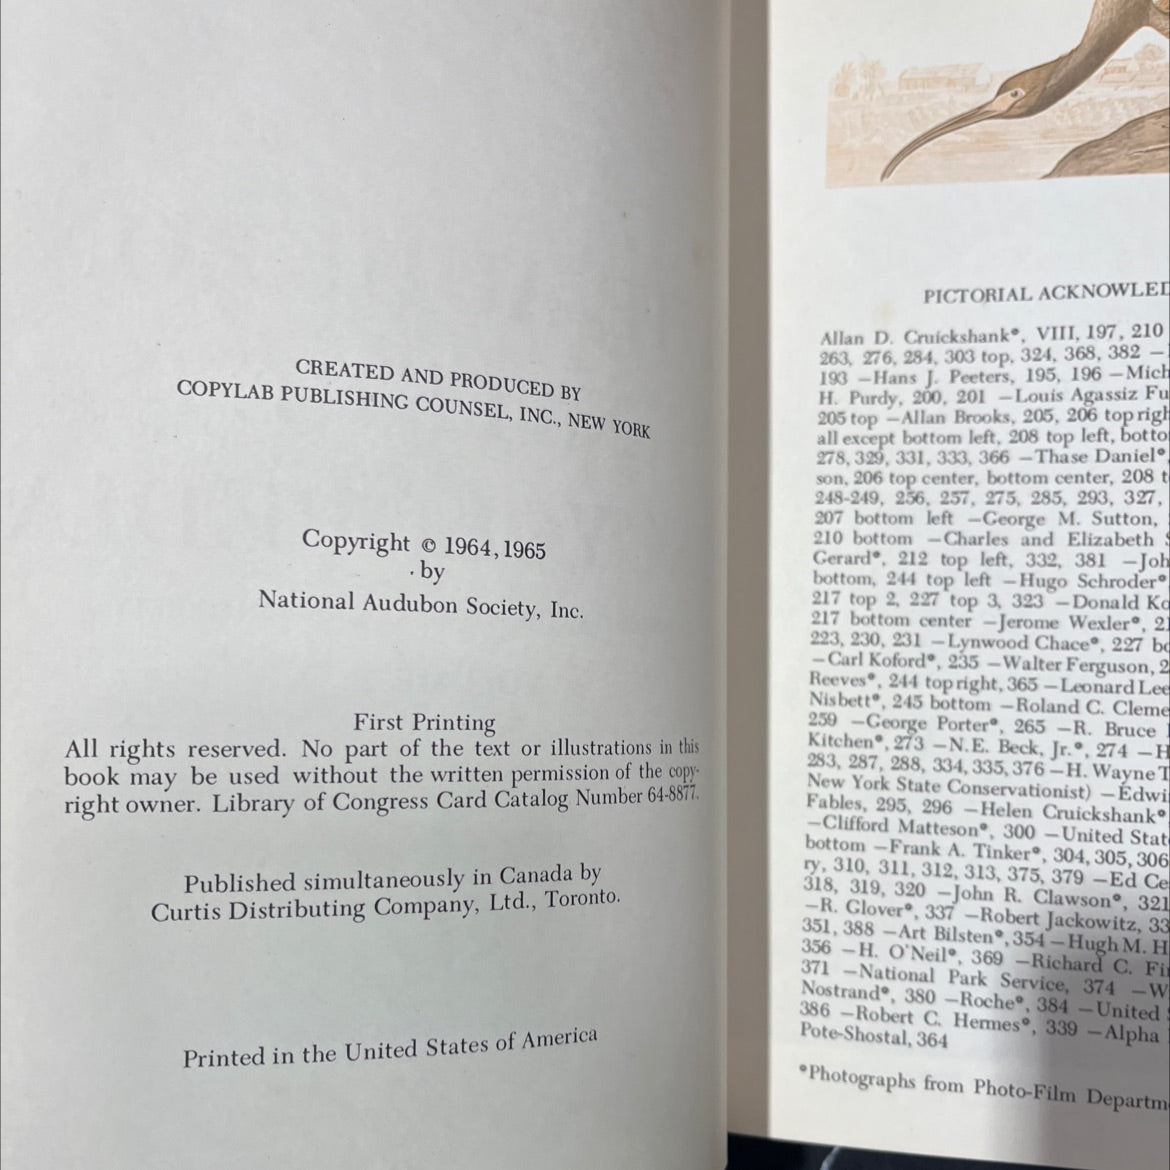 CREATED AND PRODUCED BY
COPYLAB PUBLISHING COUNSEL, INC., NEW YORK
Copyright © 1964, 1965
by
National Audubon Society, Inc.
First Printing
All rights reserved. No part of the text or illustrations in this
book may be used without the written permission of the copy-
right owner. Library of Congress Card Catalog Number 64-8877.
Published simultaneously in Canada by
Curtis Distributing Company, Ltd., Toronto.
Printed in the United States of America
PICTORIAL ACKNOWLED
Allan D. Cruickshank*, VIII, 197, 210
263, 276, 284, 303 top, 324, 368, 382 —
193 —Hans J. Peeters, 195, 196 —Mich
H. Purdy, 200, 201 —Louis Agassiz Fu
205 top —Allan Brooks, 205, 206 top righ
all except bottom left, 208 top left, botto
278, 329, 331, 333, 366 —Thase Daniel*,
son, 206 top center, bottom center, 208 t
248-249, 256, 257, 275, 285, 293, 327,
207 bottom left —George M. Sutton,
210 bottom —Charles and Elizabeth S
Gerard*, 212 top left, 332, 381 —Joh
bottom, 244 top left —Hugo Schroder*
217 top 2, 227 top 3, 323 —Donald Ko
217 bottom center —Jerome Wexler*, 21
223, 230, 231 —Lynwood Chace*, 227 bo
—Carl Koford*, 235 —Walter Ferguson, 2
Reeves*, 244 top right, 365 —Leonard Lee
Nisbett*, 245 bottom —Roland C. Cleme
259 —George Porter*, 265 —R. Bruce
Kitchen*, 273 —N.E. Beck, Jr.*, 274 —H
283, 287, 288, 334, 335, 376 —H. Wayne T
New York State Conservationist) —Edwi
Fables, 295, 296 —Helen Cruickshank*
—Clifford Matteson*, 300 —United Stat
bottom —Frank A. Tinker*, 304, 305, 306
ry, 310, 311, 312, 313, 375, 379 —Ed Ce
318, 319, 320 —John R. Clawson*, 321
—R. Glover*, 337 —Robert Jackowitz, 33
351, 388 —Art Bilsten*, 354 —Hugh M. H
356 —H. O'Neil*, 369 —Richard C. Fi
371 —National Park Service, 374 —W
Nostrand*, 380 —Roche*, 384 —United S
386 —Robert C. Hermes*, 339 —Alpha
Pote-Shostal, 364
*Photographs from Photo-Film Departm